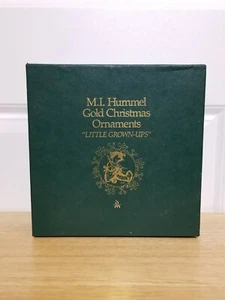 M.I. Hummel
Gold Christmas
Ornaments
"LITTLE GROWN-UPS"